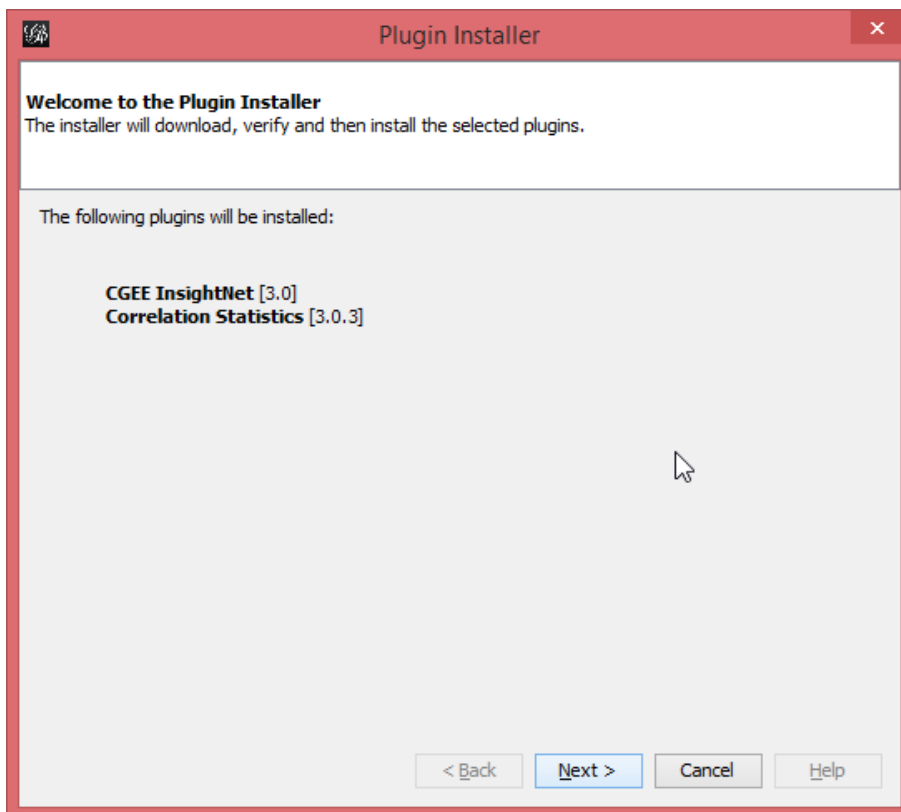 Plugin Installer
Welcome to the Plugin Installer
The installer will download, verify and then install the selected plugins.
The following plugins will be installed:
CGEE InsightNet [3.0]
Correlation Statistics [3.0.3]
< Back Next > Cancel Help